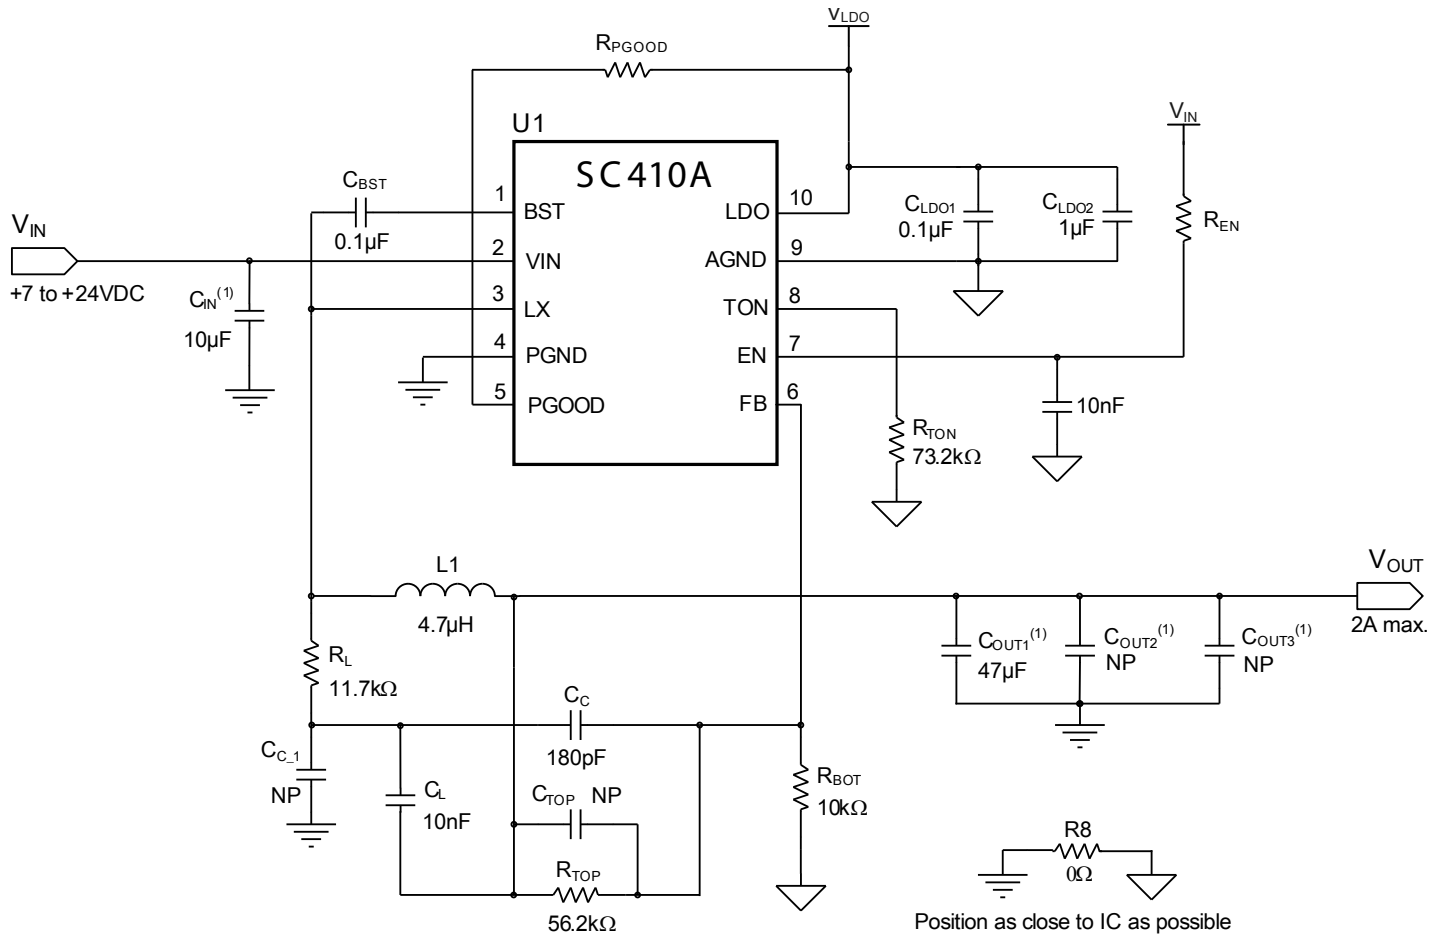 VLDO
RPGOOD
U1
SC410A
VIN
CBST
0.1µF
1
BST
LDO
10
CLDO1
0.1µF
CLDO2
1µF
REN
VIN
+7 to +24VDC
CIN(1)
10µF
2
VIN
AGND
9
3
LX
TON
8
4
PGND
EN
7
5
PGOOD
FB
6
10nF
RTON
73.2kΩ
L1
4.7µH
VOUT
2A max.
RL
11.7kΩ
COUT1(1)
47µF
COUT2(1)
NP
COUT3(1)
NP
CC
180pF
CC_1
NP
CL
10nF
CTOP NP
RBOT
10kΩ
RTOP
56.2kΩ
R8
0Ω
Position as close to IC as possible